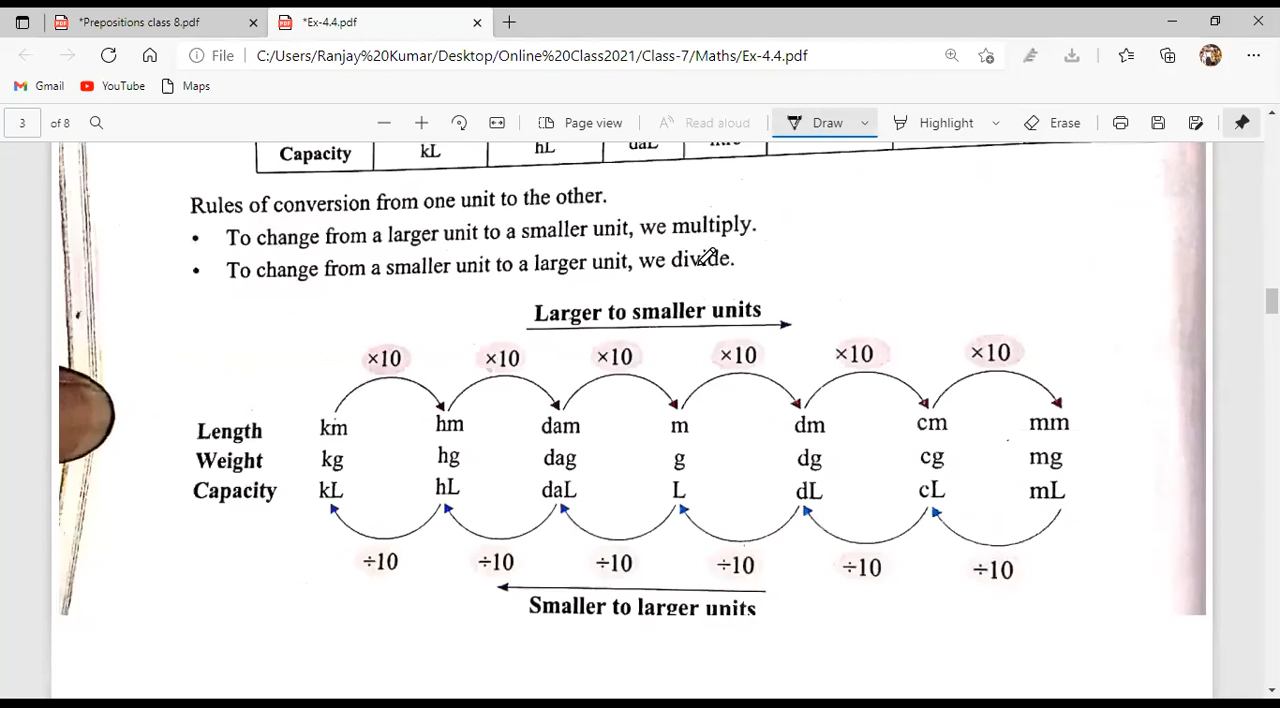 *Prepositions class 8.pdf
*Ex-4.4.pdf
File C:/Users/Ranjay%20Kumar/Desktop/Online%20Class2021/Class-7/Maths/Ex-4.4.pdf
Gmail YouTube Maps
3 of 8 Page view Read aloud Draw Highlight Erase
Capacity kL hL daL
Rules of conversion from one unit to the other.
• To change from a larger unit to a smaller unit, we multiply.
• To change from a smaller unit to a larger unit, we divide.
Larger to smaller units
×10 ×10 ×10 ×10 ×10 ×10
Length km hm dam m dm cm mm
Weight kg hg dag g dg cg mg
Capacity kL hL daL L dL cL mL
÷10 ÷10 ÷10 ÷10 ÷10 ÷10
Smaller to larger units